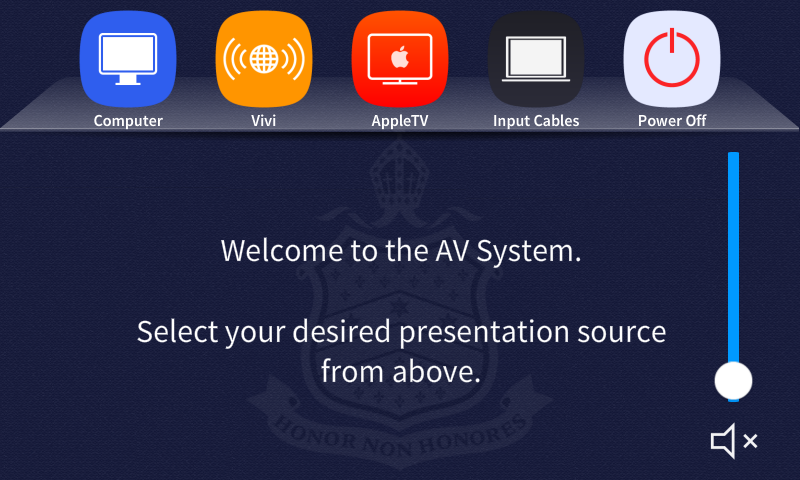 Computer
Vivi
AppleTV
Input Cables
Power Off
Welcome to the AV System.
Select your desired presentation source
from above.
HONOR NON HONORES